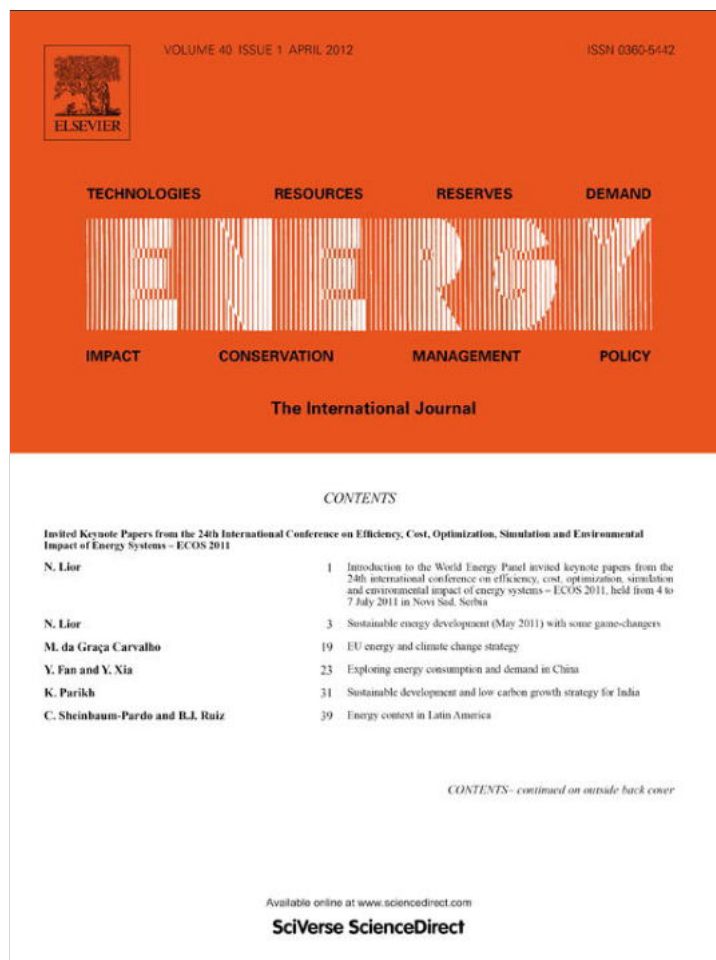 VOLUME 40 ISSUE 1 APRIL 2012
ISSN 0360-5442
ELSEVIER
TECHNOLOGIES RESOURCES RESERVES DEMAND
ENERGY
IMPACT CONSERVATION MANAGEMENT POLICY
The International Journal
CONTENTS
Invited Keynote Papers from the 24th International Conference on Efficiency, Cost, Optimization, Simulation and Environmental
Impact of Energy Systems – ECOS 2011
N. Lior 1 Introduction to the World Energy Panel invited keynote papers from the
24th international conference on efficiency, cost, optimization, simulation
and environmental impact of energy systems – ECOS 2011, held from 4 to
7 July 2011 in Novi Sad, Serbia
N. Lior 3 Sustainable energy development (May 2011) with some game-changers
M. da Graça Carvalho 19 EU energy and climate change strategy
Y. Fan and Y. Xia 23 Exploring energy consumption and demand in China
K. Parikh 31 Sustainable development and low carbon growth strategy for India
C. Sheinbaum-Pardo and B.J. Ruiz 39 Energy context in Latin America
CONTENTS– continued on outside back cover
Available online at www.sciencedirect.com
SciVerse ScienceDirect